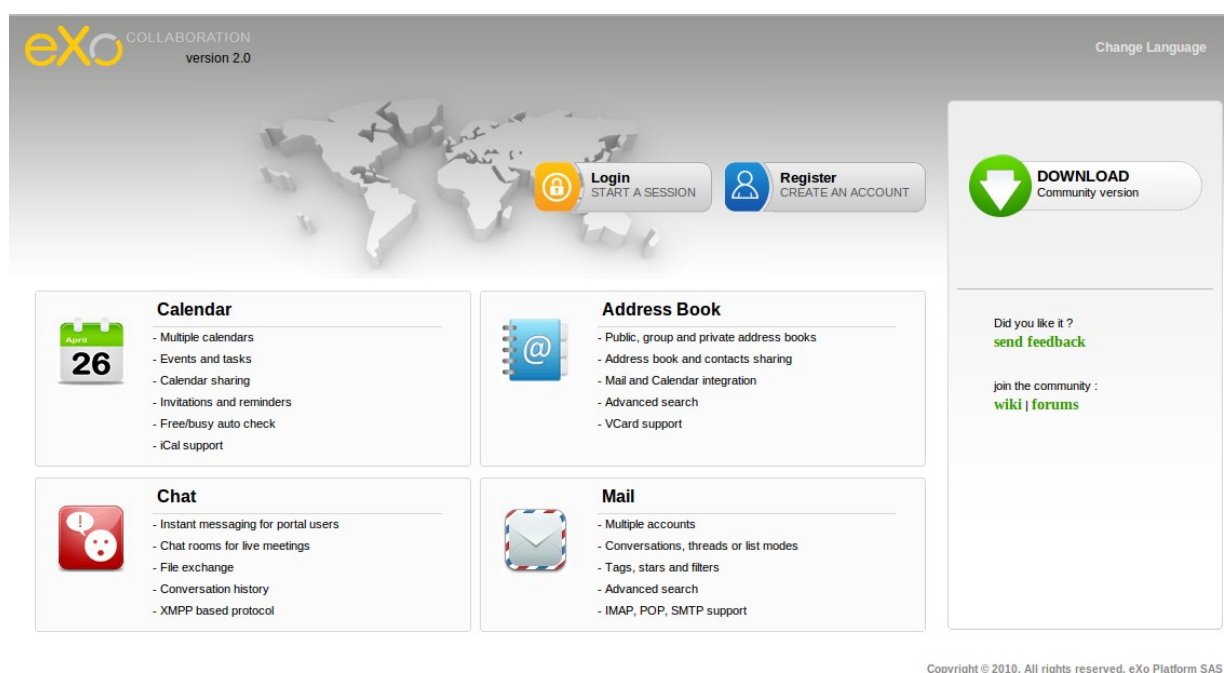 eXo COLLABORATION
version 2.0
Change Language
Login
START A SESSION
Register
CREATE AN ACCOUNT
DOWNLOAD
Community version
Calendar
April
26
- Multiple calendars
- Events and tasks
- Calendar sharing
- Invitations and reminders
- Free/busy auto check
- iCal support
Address Book
@
- Public, group and private address books
- Address book and contacts sharing
- Mail and Calendar integration
- Advanced search
- VCard support
Did you like it ?
send feedback
join the community :
wiki | forums
Chat
!
- Instant messaging for portal users
- Chat rooms for live meetings
- File exchange
- Conversation history
- XMPP based protocol
Mail
- Multiple accounts
- Conversations, threads or list modes
- Tags, stars and filters
- Advanced search
- IMAP, POP, SMTP support
Copyright © 2010. All rights reserved. eXo Platform SAS